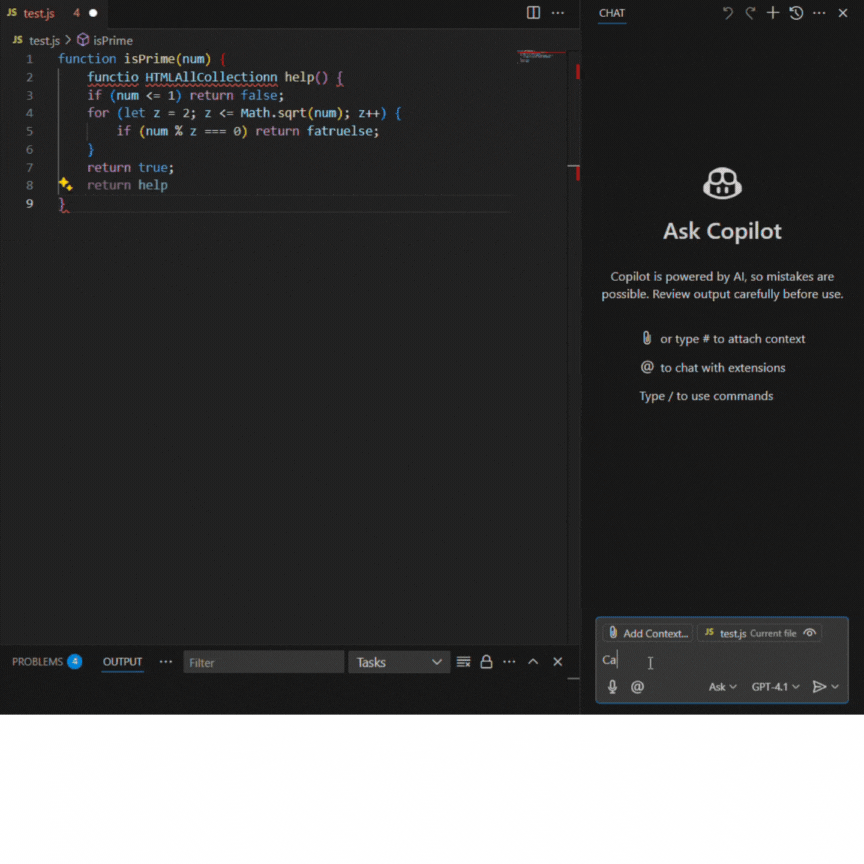 JS test.js 4
JS test.js > isPrime
1 function isPrime(num) {
2 functio HTMLAllCollectionn help() {
3 if (num <= 1) return false;
4 for (let z = 2; z <= Math.sqrt(num); z++) {
5 if (num % z === 0) return fatruelse;
6 }
7 return true;
8 return help
9 }
PROBLEMS 4 OUTPUT ··· Filter Tasks ···
CHAT ···
Ask Copilot
Copilot is powered by AI, so mistakes are
possible. Review output carefully before use.
or type # to attach context
@ to chat with extensions
Type / to use commands
Add Context... JS test.js Current file
Ca
@ Ask GPT-4.1